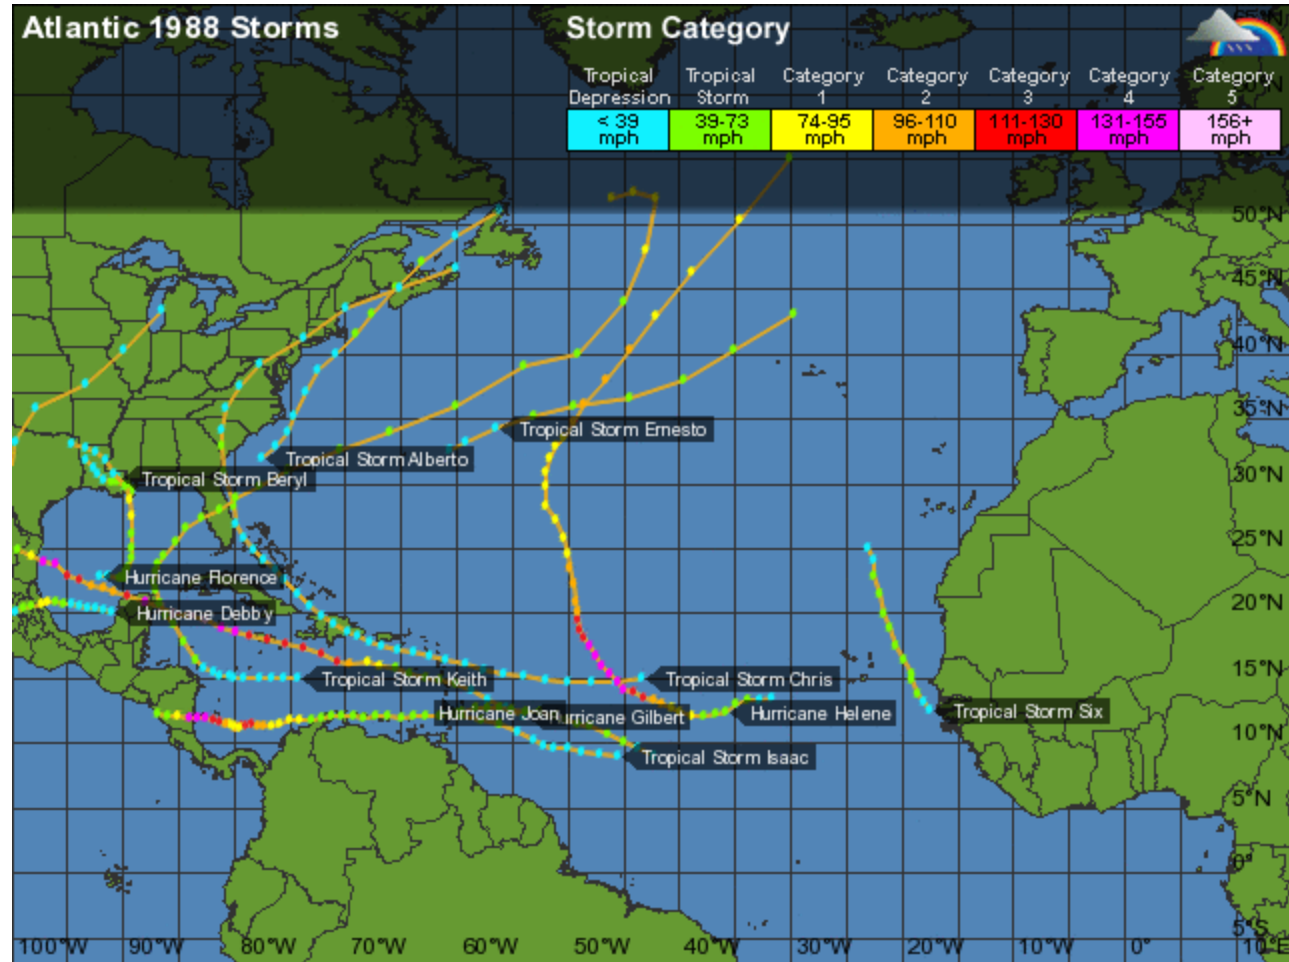 Atlantic 1988 Storms
Storm Category
Tropical Depression
Tropical Storm
Category 1
Category 2
Category 3
Category 4
Category 5
< 39 mph
39-73 mph
74-95 mph
96-110 mph
111-130 mph
131-155 mph
156+ mph
65°N
50°N
45°N
40°N
35°N
30°N
25°N
20°N
15°N
10°N
5°N
0°
5°S
Tropical Storm Ernesto
Tropical Storm Alberto
Tropical Storm Beryl
Hurricane Florence
Hurricane Debby
Tropical Storm Keith
Tropical Storm Chris
Hurricane Joan
Hurricane Gilbert
Hurricane Helene
Tropical Storm Six
Tropical Storm Isaac
100°W
90°W
80°W
70°W
60°W
50°W
40°W
30°W
20°W
10°W
0°
10°E